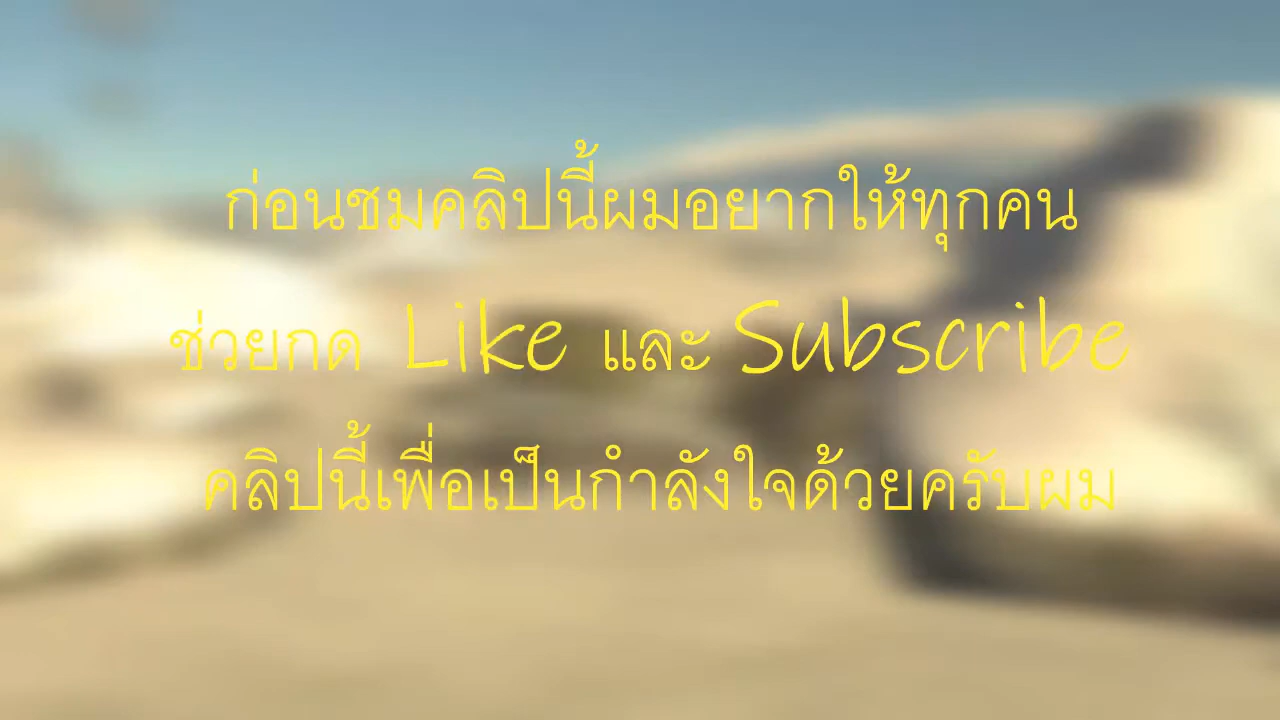 ก่อนชมคลิปนี้ผมอยากให้ทุกคน
ช่วยกด Like และ Subscribe
คลิปนี้เพื่อเป็นกำลังใจด้วยครับผม